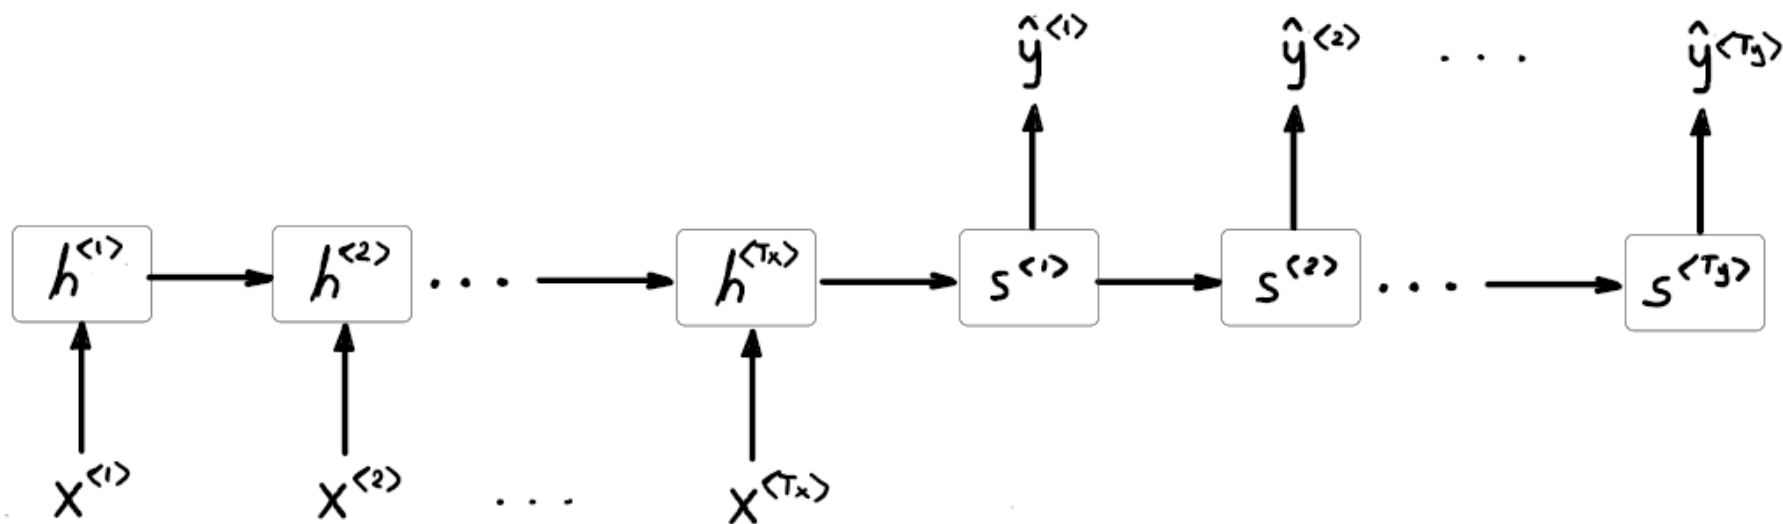 ŷ<1> ŷ<2> . . . ŷ<Ty>
h<1> h<2> . . . h<Tx> s<1> s<2> . . . s<Ty>
x<1> x<2> . . . x<Tx>